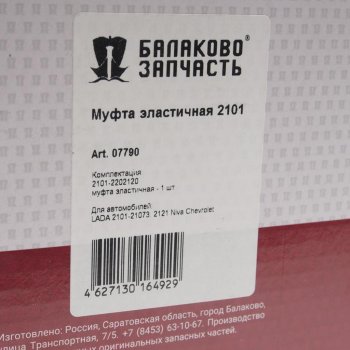 БАЛАКОВО®
ЗАПЧАСТЬ
Муфта эластичная 2101
Art. 07790
Комплектация
2101-2202120
муфта эластичная - 1 шт
Для автомобилей:
LADA 2101-21073, 2121 Niva Chevrolet
4 627130 164929
Изготовлено: Россия, Саратовская область, город Балаково,
улица Транспортная, 7/5. +7 (8453) 63-10-67. Производство
оригинальных запасных частей.